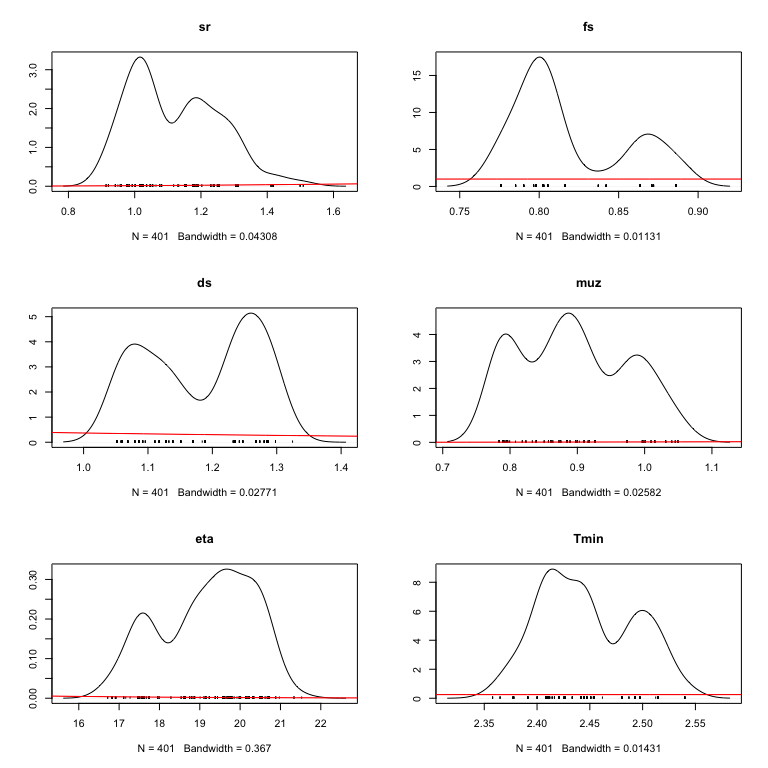 sr
3.0
2.0
1.0
0.0
0.8 1.0 1.2 1.4 1.6
N = 401 Bandwidth = 0.04308
fs
15
10
5
0
0.75 0.80 0.85 0.90
N = 401 Bandwidth = 0.01131
ds
5
4
3
2
1
0
1.0 1.1 1.2 1.3 1.4
N = 401 Bandwidth = 0.02771
muz
4
3
2
1
0
0.7 0.8 0.9 1.0 1.1
N = 401 Bandwidth = 0.02582
eta
0.30
0.20
0.10
0.00
16 17 18 19 20 21 22
N = 401 Bandwidth = 0.367
Tmin
8
6
4
2
0
2.35 2.40 2.45 2.50 2.55
N = 401 Bandwidth = 0.01431